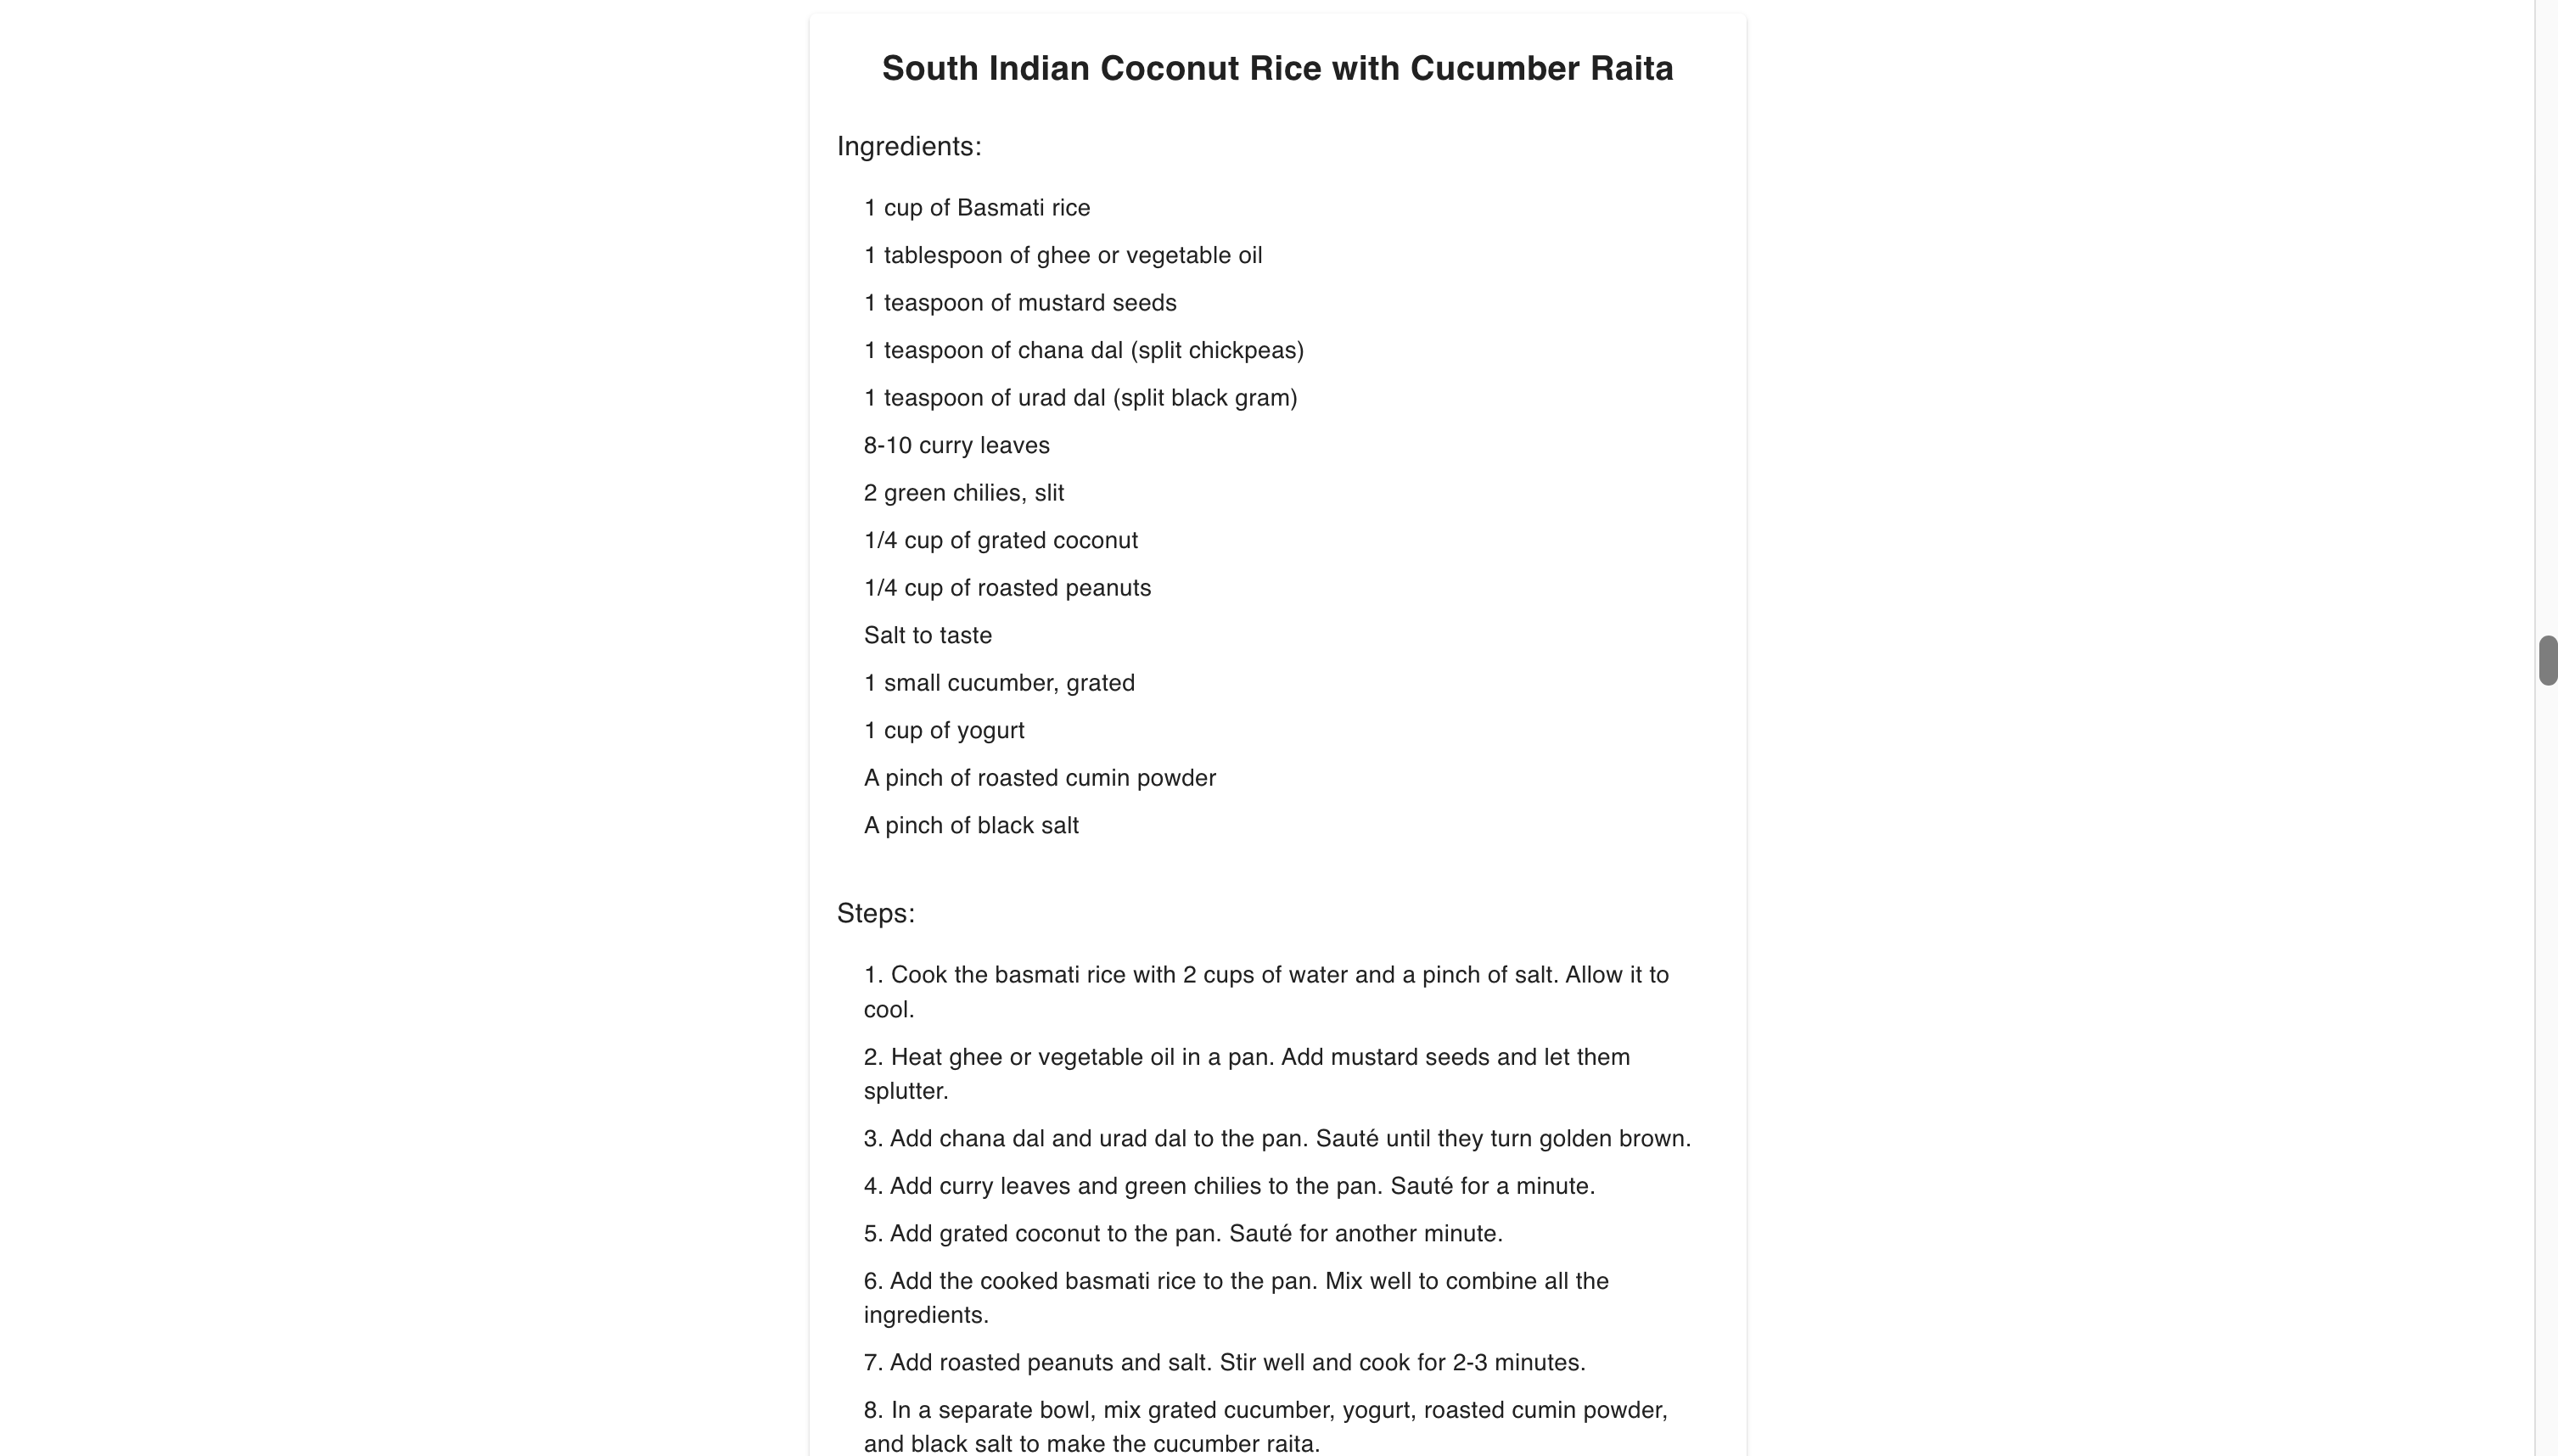 South Indian Coconut Rice with Cucumber Raita
Ingredients:
1 cup of Basmati rice
1 tablespoon of ghee or vegetable oil
1 teaspoon of mustard seeds
1 teaspoon of chana dal (split chickpeas)
1 teaspoon of urad dal (split black gram)
8-10 curry leaves
2 green chilies, slit
1/4 cup of grated coconut
1/4 cup of roasted peanuts
Salt to taste
1 small cucumber, grated
1 cup of yogurt
A pinch of roasted cumin powder
A pinch of black salt
Steps:
1. Cook the basmati rice with 2 cups of water and a pinch of salt. Allow it to
cool.
2. Heat ghee or vegetable oil in a pan. Add mustard seeds and let them
splutter.
3. Add chana dal and urad dal to the pan. Sauté until they turn golden brown.
4. Add curry leaves and green chilies to the pan. Sauté for a minute.
5. Add grated coconut to the pan. Sauté for another minute.
6. Add the cooked basmati rice to the pan. Mix well to combine all the
ingredients.
7. Add roasted peanuts and salt. Stir well and cook for 2-3 minutes.
8. In a separate bowl, mix grated cucumber, yogurt, roasted cumin powder,
and black salt to make the cucumber raita.